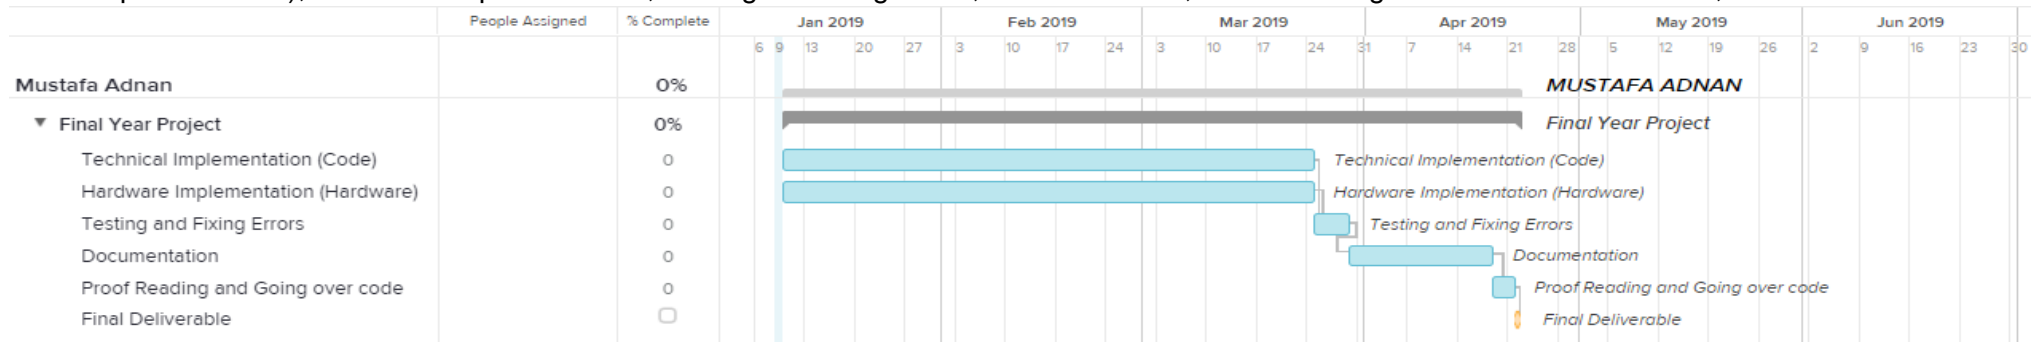 People Assigned % Complete Jan 2019 Feb 2019 Mar 2019 Apr 2019 May 2019 Jun 2019
6 9 13 20 27 3 10 17 24 3 10 17 24 31 7 14 21 28 5 12 19 26 2 9 16 23 30
Mustafa Adnan 0% MUSTAFA ADNAN
Final Year Project 0% Final Year Project
Technical Implementation (Code) 0 Technical Implementation (Code)
Hardware Implementation (Hardware) 0 Hardware Implementation (Hardware)
Testing and Fixing Errors 0 Testing and Fixing Errors
Documentation 0 Documentation
Proof Reading and Going over code 0 Proof Reading and Going over code
Final Deliverable Final Deliverable